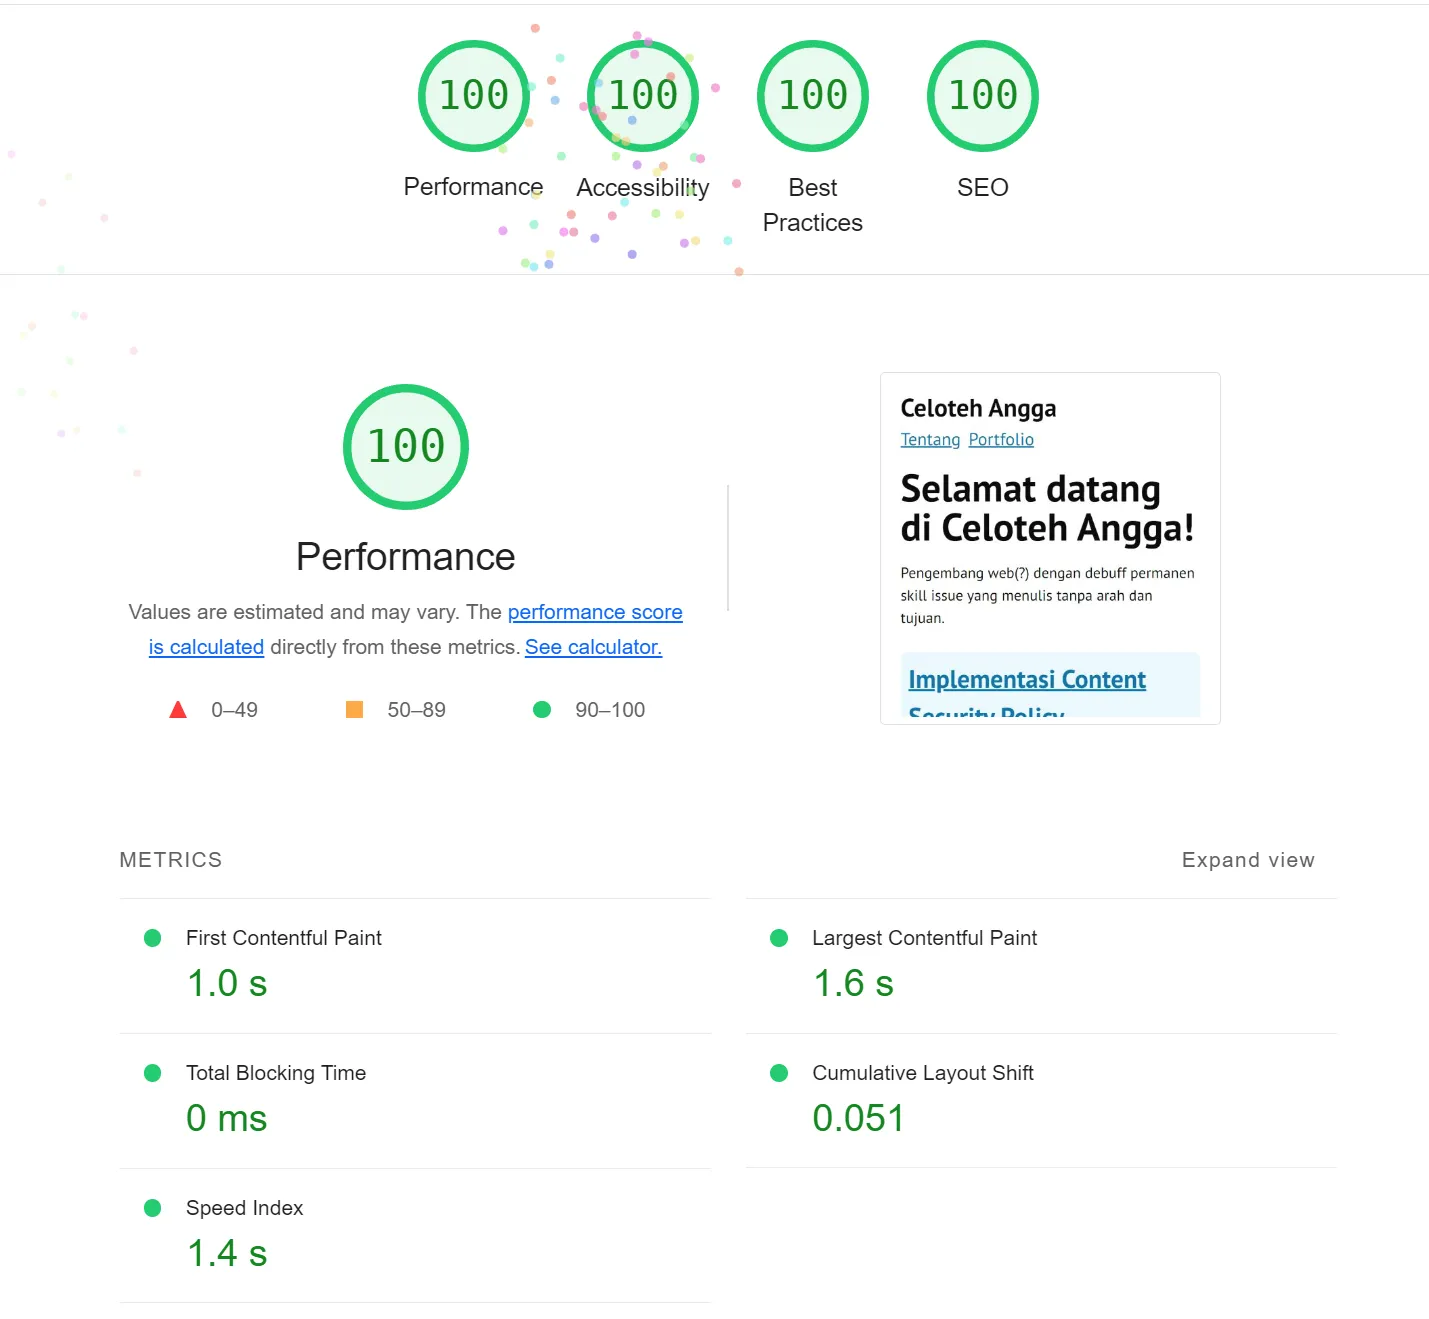 100
100
100
100
Performance
Accessibility
Best
Practices
SEO
100
Performance
Values are estimated and may vary. The performance score
is calculated directly from these metrics. See calculator.
0–49
50–89
90–100
Celoteh Angga
Tentang Portfolio
Selamat datang
di Celoteh Angga!
Pengembang web(?) dengan debuff permanen
skill issue yang menulis tanpa arah dan
tujuan.
Implementasi Content
Security Policy
METRICS
Expand view
First Contentful Paint
1.0 s
Largest Contentful Paint
1.6 s
Total Blocking Time
0 ms
Cumulative Layout Shift
0.051
Speed Index
1.4 s